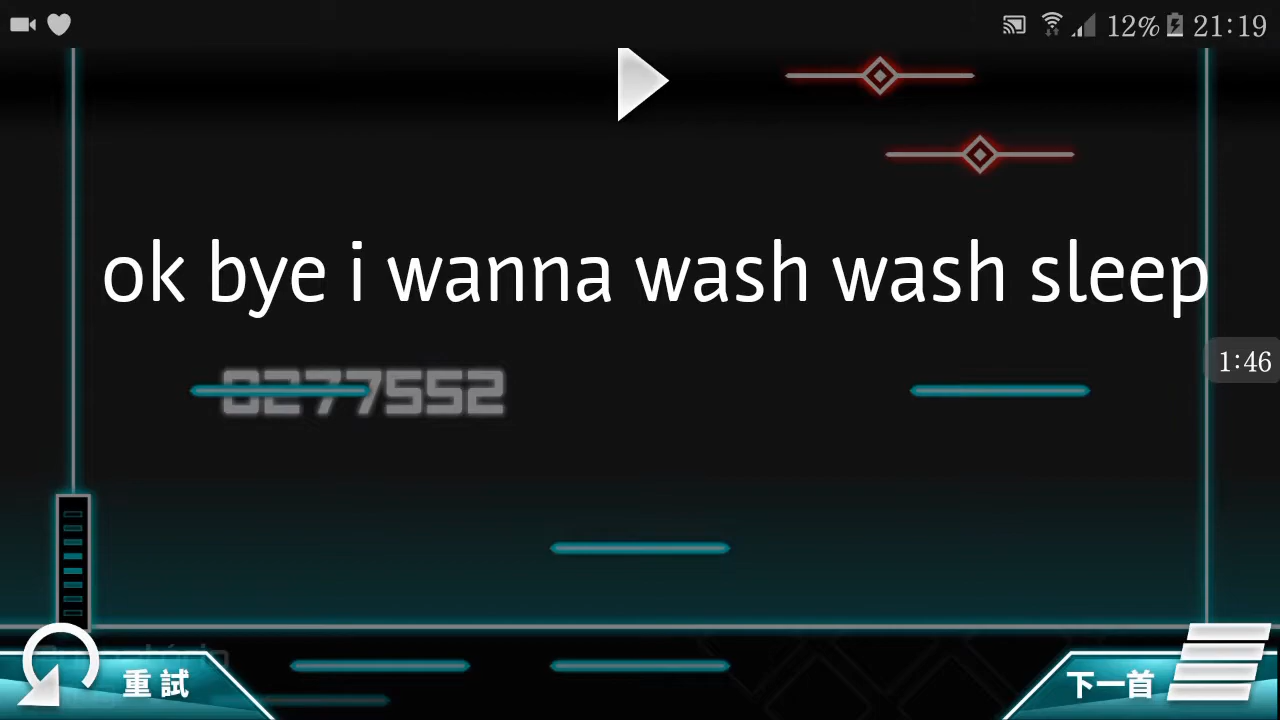 12% 21:19
ok bye i wanna wash wash sleep
1:46
0277552
重試
下一首